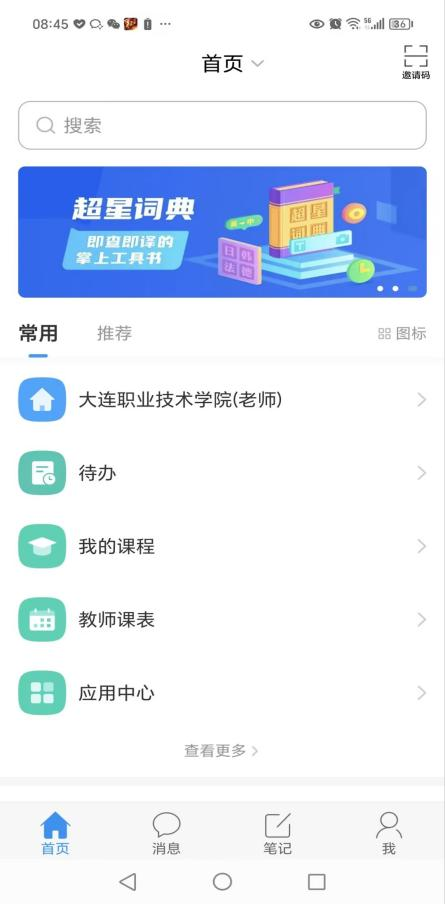 08:45
5G
36
首页
邀请码
搜索
超星词典
即查即译的
掌上工具书
超星
词典
日韩
法德
T
常用
推荐
图标
大连职业技术学院(老师)
待办
我的课程
教师课表
应用中心
查看更多
首页
消息
笔记
我